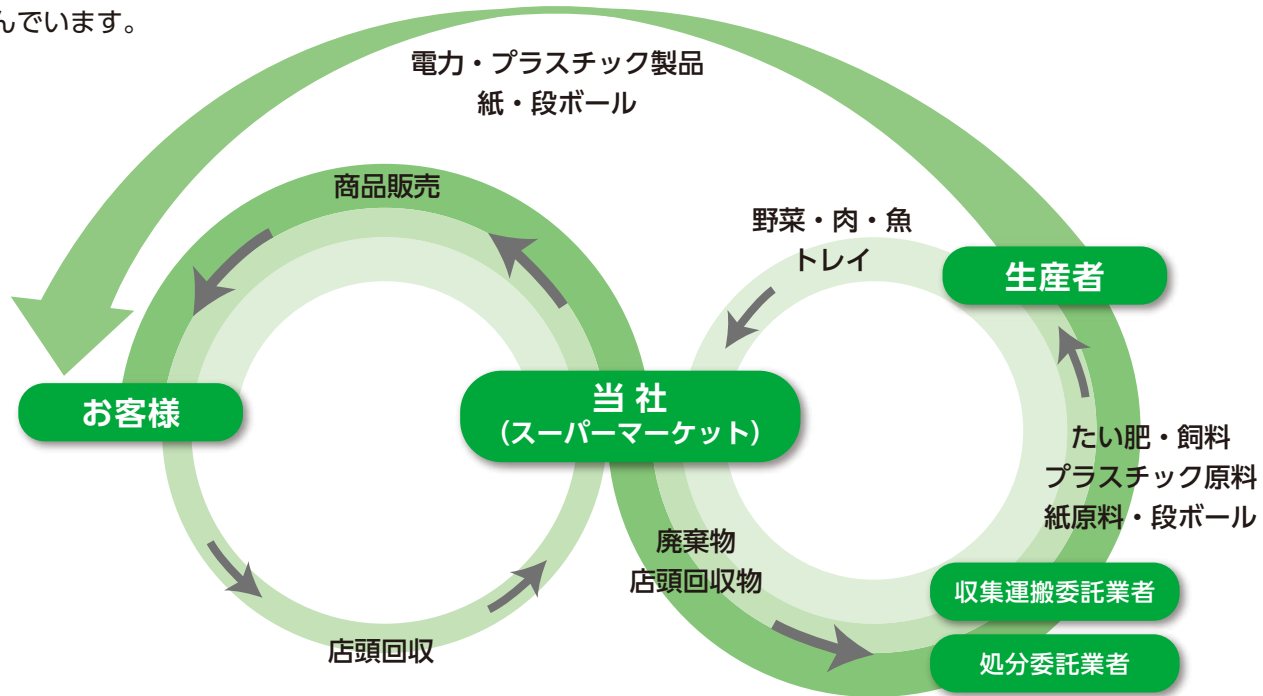 んでいます。
電力・プラスチック製品
紙・段ボール
商品販売
野菜・肉・魚
トレイ
生産者
お客様
当 社
（スーパーマーケット）
たい肥・飼料
プラスチック原料
紙原料・段ボール
廃棄物
店頭回収物
収集運搬委託業者
店頭回収
処分委託業者